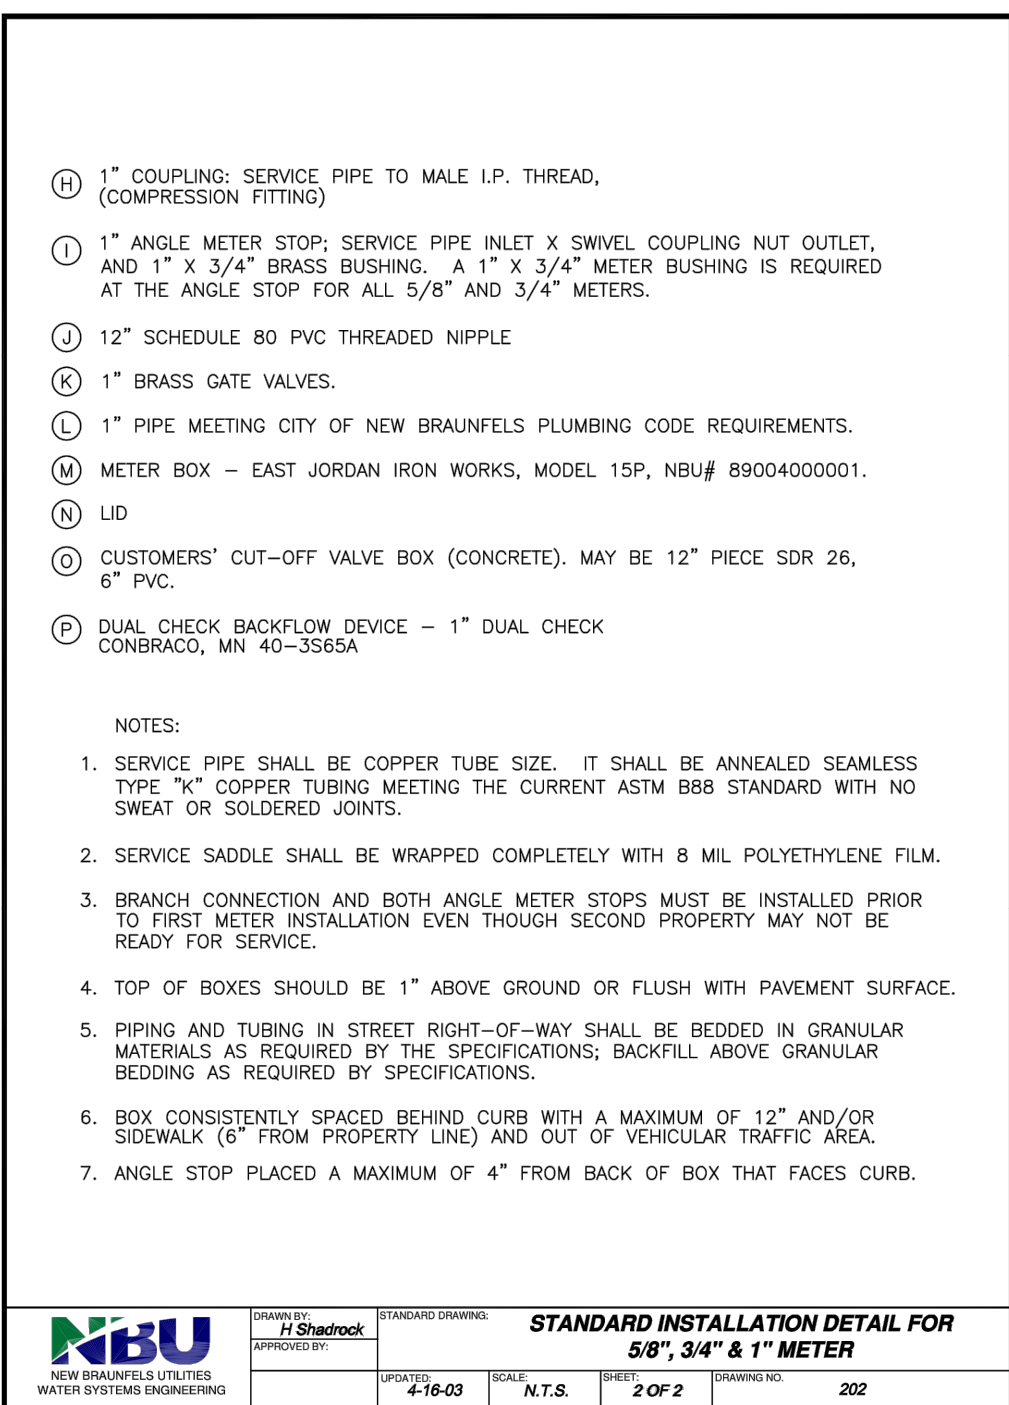 H 1” COUPLING: SERVICE PIPE TO MALE I.P. THREAD,
(COMPRESSION FITTING)
I 1” ANGLE METER STOP; SERVICE PIPE INLET X SWIVEL COUPLING NUT OUTLET,
AND 1” X 3/4” BRASS BUSHING. A 1” X 3/4” METER BUSHING IS REQUIRED
AT THE ANGLE STOP FOR ALL 5/8” AND 3/4” METERS.
J 12” SCHEDULE 80 PVC THREADED NIPPLE
K 1” BRASS GATE VALVES.
L 1” PIPE MEETING CITY OF NEW BRAUNFELS PLUMBING CODE REQUIREMENTS.
M METER BOX – EAST JORDAN IRON WORKS, MODEL 15P, NBU# 89004000001.
N LID
O CUSTOMERS’ CUT–OFF VALVE BOX (CONCRETE). MAY BE 12” PIECE SDR 26,
6” PVC.
P DUAL CHECK BACKFLOW DEVICE – 1” DUAL CHECK
CONBRACO, MN 40–3S65A
NOTES:
1. SERVICE PIPE SHALL BE COPPER TUBE SIZE. IT SHALL BE ANNEALED SEAMLESS
TYPE ”K” COPPER TUBING MEETING THE CURRENT ASTM B88 STANDARD WITH NO
SWEAT OR SOLDERED JOINTS.
2. SERVICE SADDLE SHALL BE WRAPPED COMPLETELY WITH 8 MIL POLYETHYLENE FILM.
3. BRANCH CONNECTION AND BOTH ANGLE METER STOPS MUST BE INSTALLED PRIOR
TO FIRST METER INSTALLATION EVEN THOUGH SECOND PROPERTY MAY NOT BE
READY FOR SERVICE.
4. TOP OF BOXES SHOULD BE 1” ABOVE GROUND OR FLUSH WITH PAVEMENT SURFACE.
5. PIPING AND TUBING IN STREET RIGHT–OF–WAY SHALL BE BEDDED IN GRANULAR
MATERIALS AS REQUIRED BY THE SPECIFICATIONS; BACKFILL ABOVE GRANULAR
BEDDING AS REQUIRED BY SPECIFICATIONS.
6. BOX CONSISTENTLY SPACED BEHIND CURB WITH A MAXIMUM OF 12” AND/OR
SIDEWALK (6” FROM PROPERTY LINE) AND OUT OF VEHICULAR TRAFFIC AREA.
7. ANGLE STOP PLACED A MAXIMUM OF 4” FROM BACK OF BOX THAT FACES CURB.
NBU
NEW BRAUNFELS UTILITIES
WATER SYSTEMS ENGINEERING
DRAWN BY:
H Shadrock
APPROVED BY:
STANDARD DRAWING:
STANDARD INSTALLATION DETAIL FOR
5/8", 3/4" & 1" METER
UPDATED:
4-16-03
SCALE:
N.T.S.
SHEET:
2 OF 2
DRAWING NO.
202